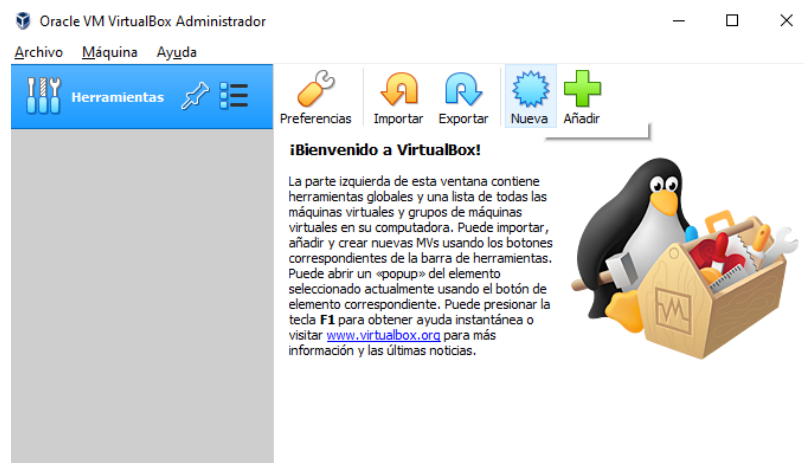 Oracle VM VirtualBox Administrador
Archivo Máquina Ayuda
Herramientas
Preferencias Importar Exportar Nueva Añadir
¡Bienvenido a VirtualBox!
La parte izquierda de esta ventana contiene
herramientas globales y una lista de todas las
máquinas virtuales y grupos de máquinas
virtuales en su computadora. Puede importar,
añadir y crear nuevas MVs usando los botones
correspondientes de la barra de herramientas.
Puede abrir un «popup» del elemento
seleccionado actualmente usando el botón de
elemento correspondiente. Puede presionar la
tecla F1 para obtener ayuda instantánea o
visitar www.virtualbox.org para más
información y las últimas noticias.